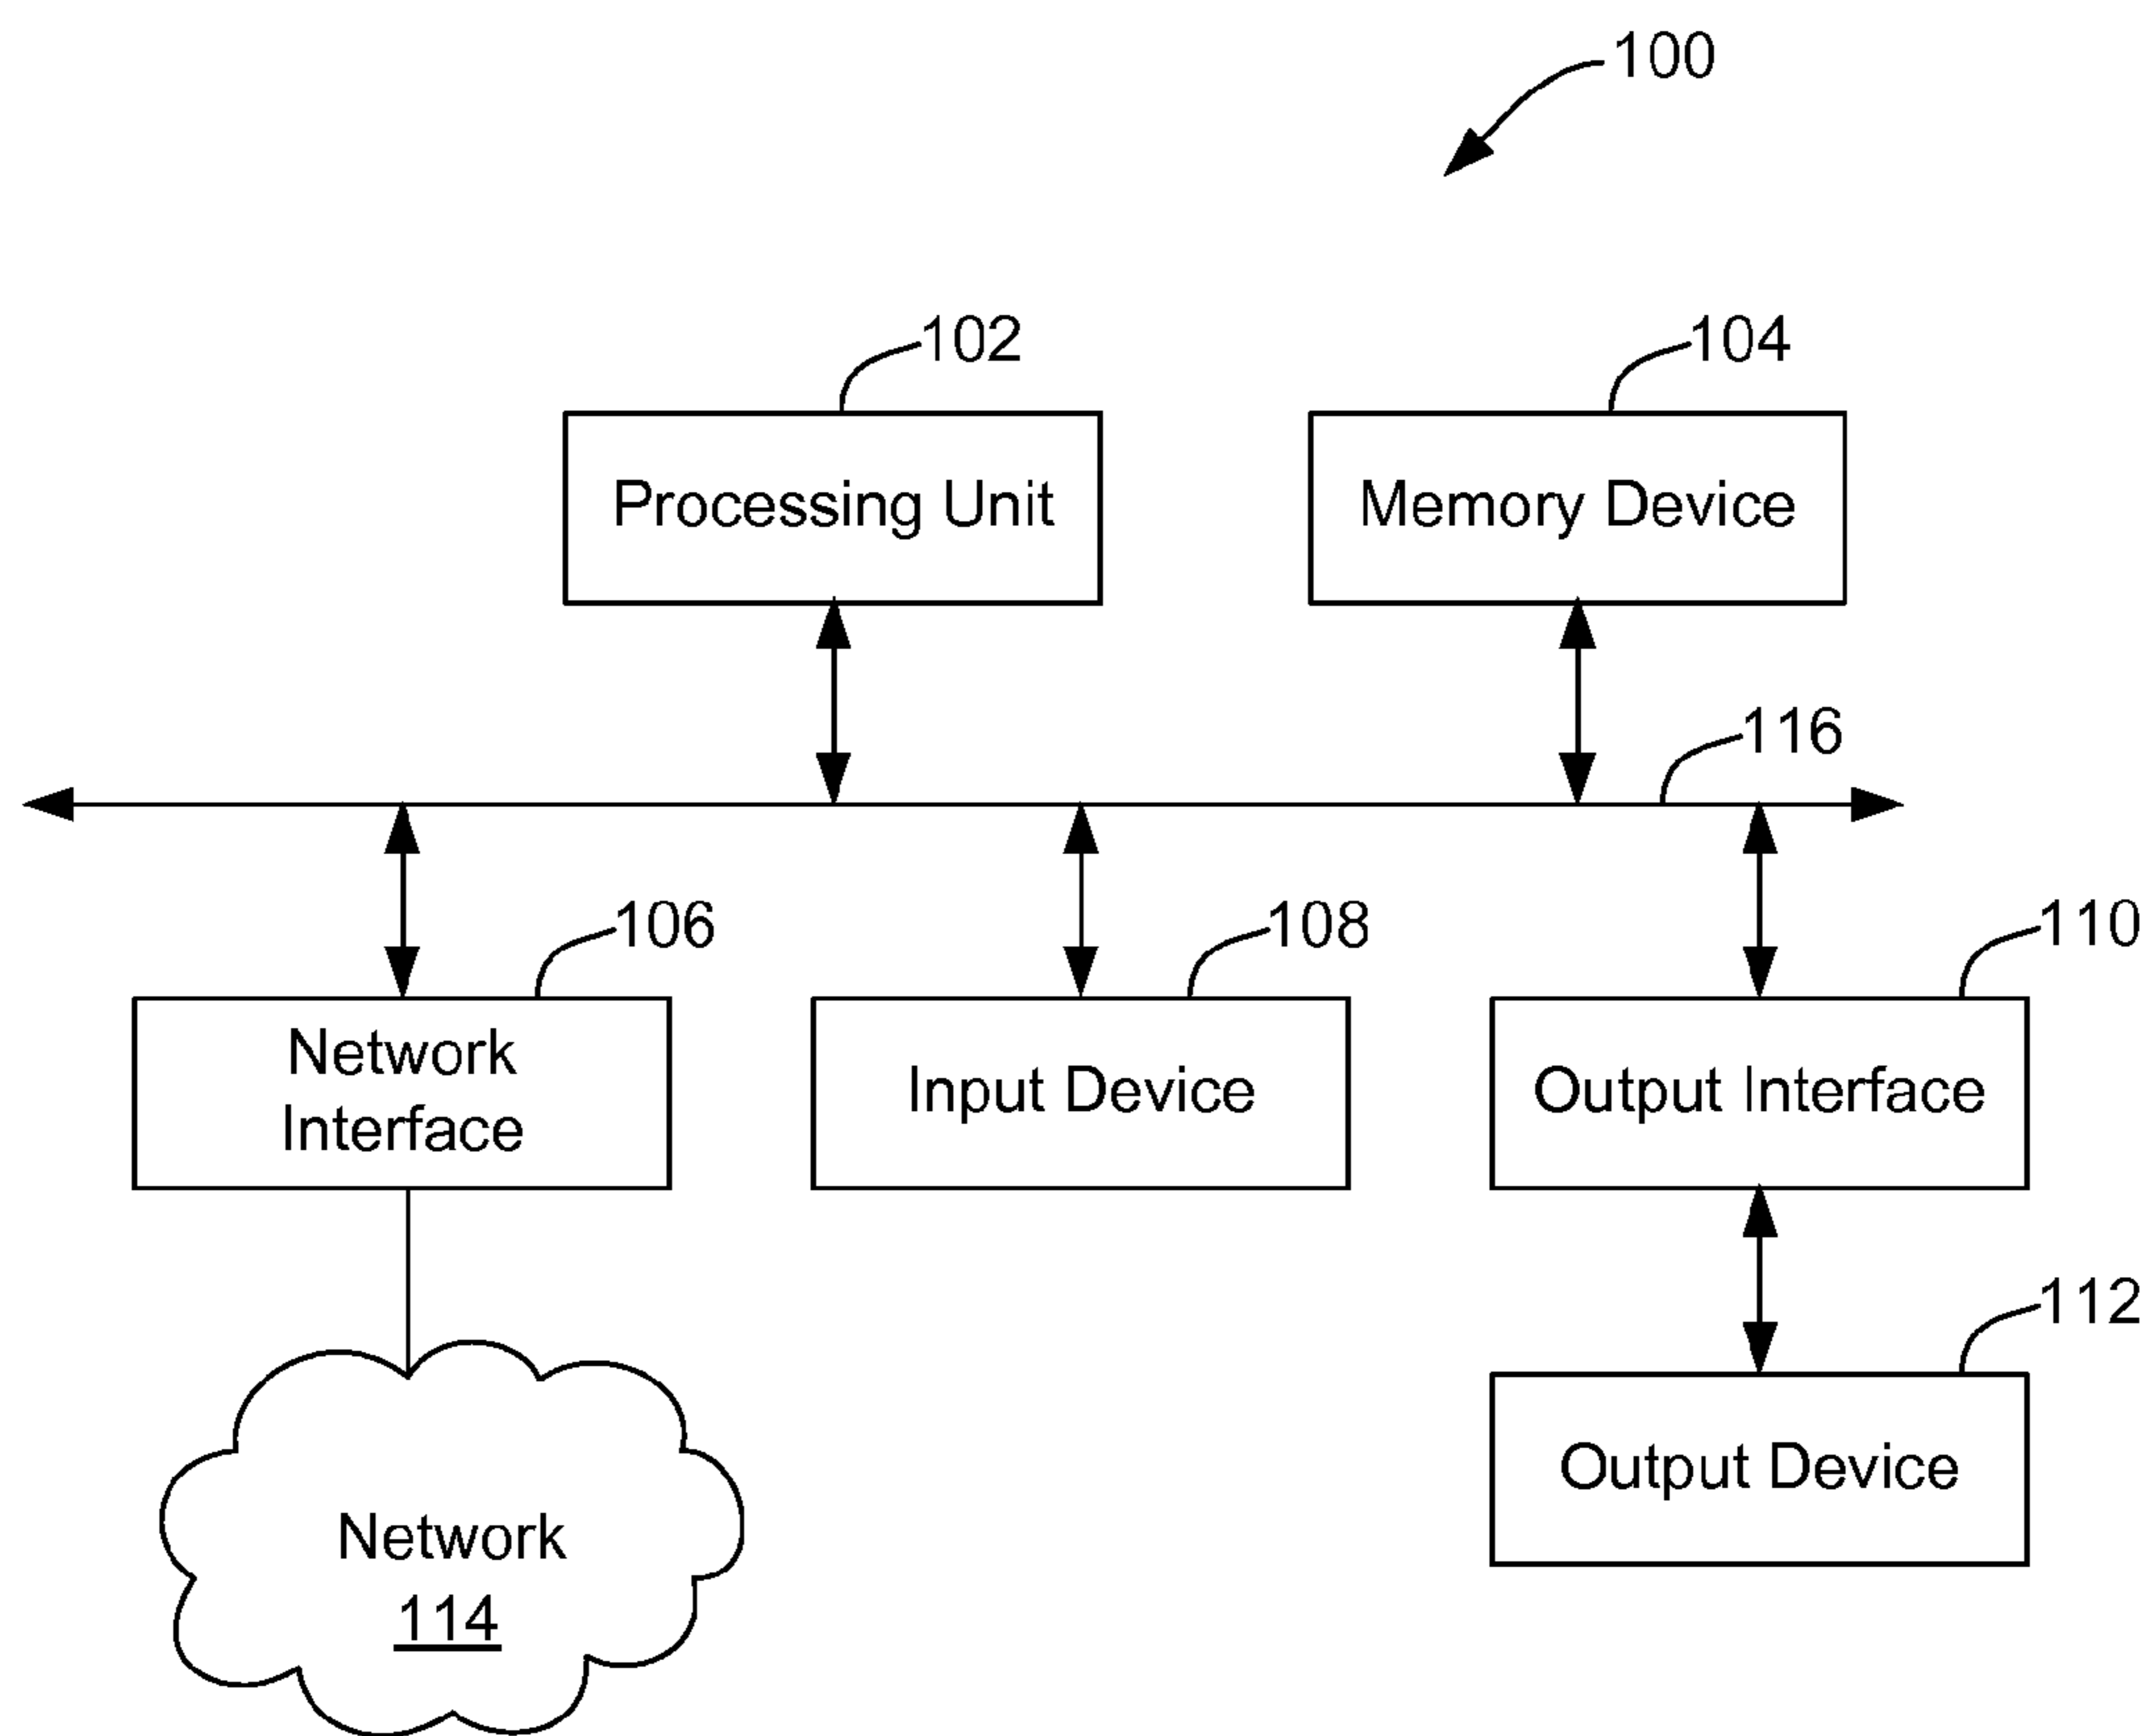 100
102
104
Processing Unit
Memory Device
116
106
108
110
Network
Interface
Input Device
Output Interface
112
Output Device
Network
114